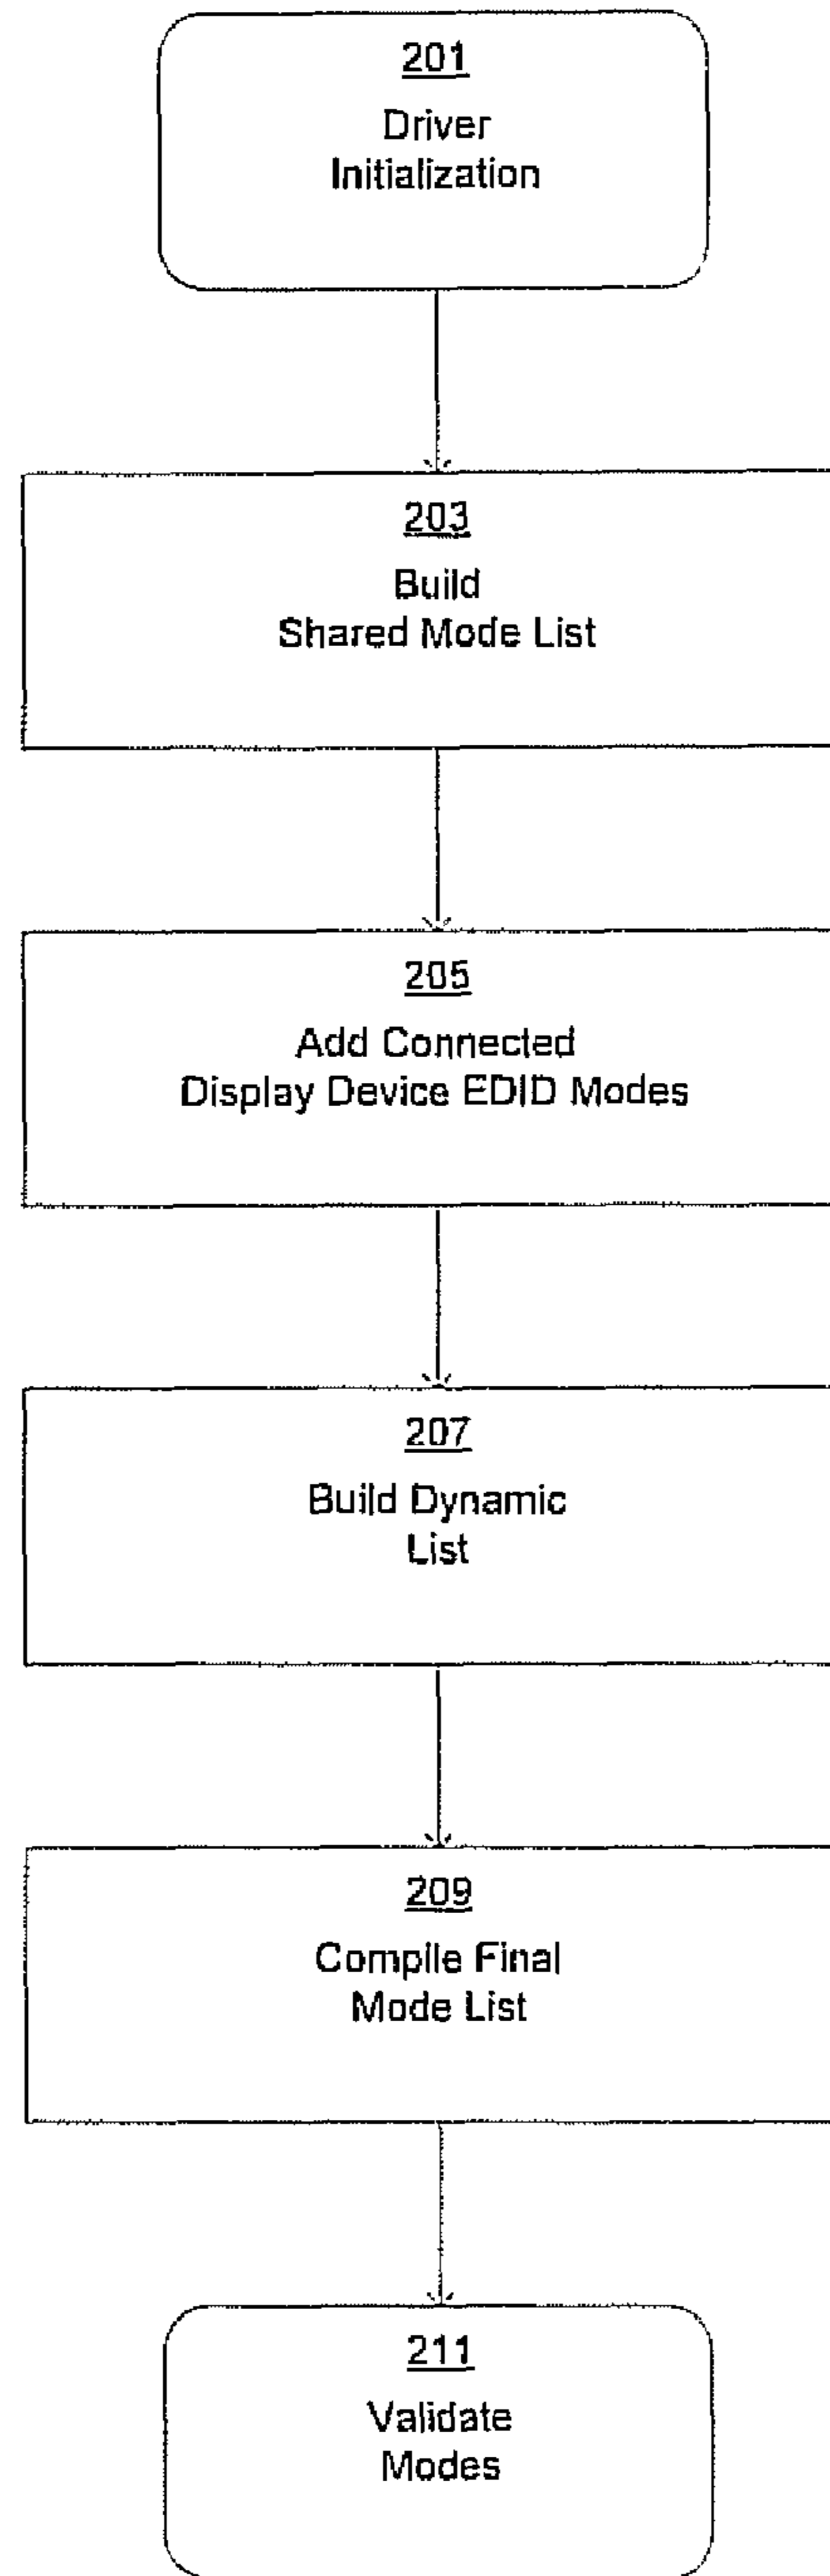 201
Driver
Initialization
203
Build
Shared Mode List
205
Add Connected
Display Device EDID Modes
207
Build Dynamic
List
209
Compile Final
Mode List
211
Validate
Modes